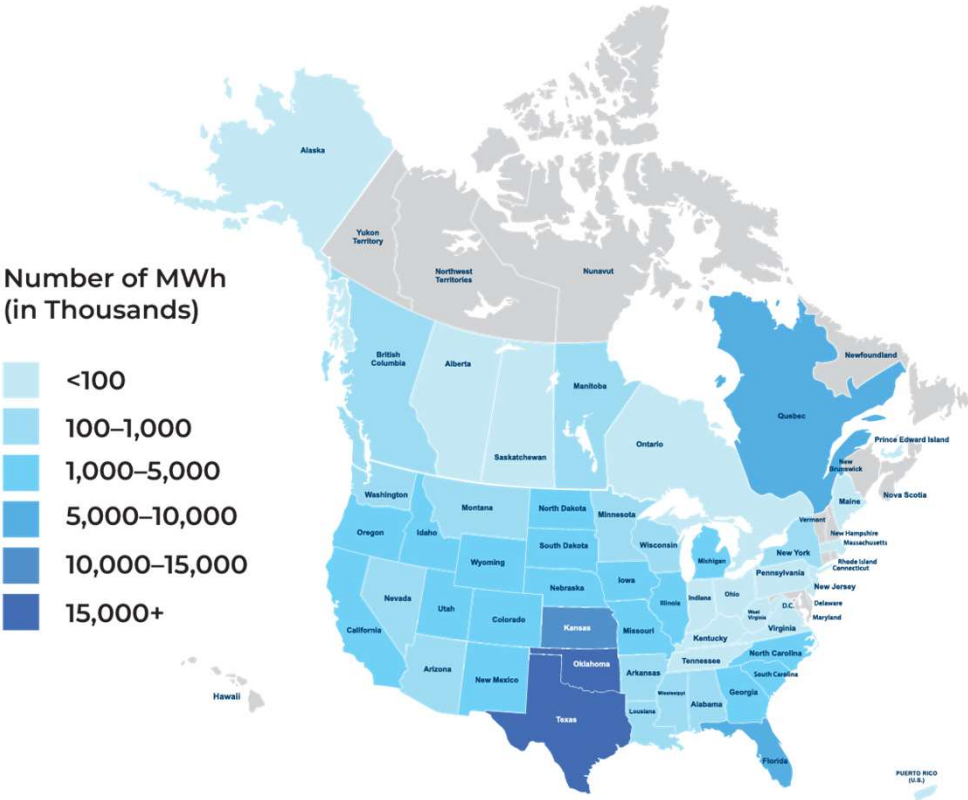 Number of MWh
(in Thousands)
<100
100–1,000
1,000–5,000
5,000–10,000
10,000–15,000
15,000+
Alaska
Yukon
Territory
Northwest
Territories
Nunavut
British
Columbia
Alberta
Saskatchewan
Manitoba
Ontario
Quebec
Newfoundland
Prince Edward Island
New
Brunswick
Nova Scotia
Maine
Vermont
New Hampshire
Massachusetts
Rhode Island
Connecticut
New York
Pennsylvania
New Jersey
Delaware
Maryland
D.C.
West
Virginia
Virginia
Washington
Oregon
Idaho
Montana
North Dakota
Minnesota
Wisconsin
Michigan
South Dakota
Wyoming
Nebraska
Iowa
Illinois
Indiana
Ohio
Nevada
Utah
Colorado
Kansas
Missouri
Kentucky
California
Arizona
New Mexico
Oklahoma
Arkansas
Tennessee
North Carolina
South Carolina
Texas
Lousiana
Mississippi
Alabama
Georgia
Florida
Hawaii
PUERTO RICO
(U.S.)